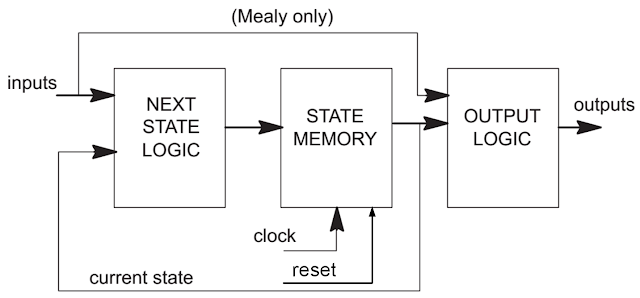 (Mealy only)
inputs
NEXT
STATE
LOGIC
STATE
MEMORY
OUTPUT
LOGIC
outputs
clock
reset
current state